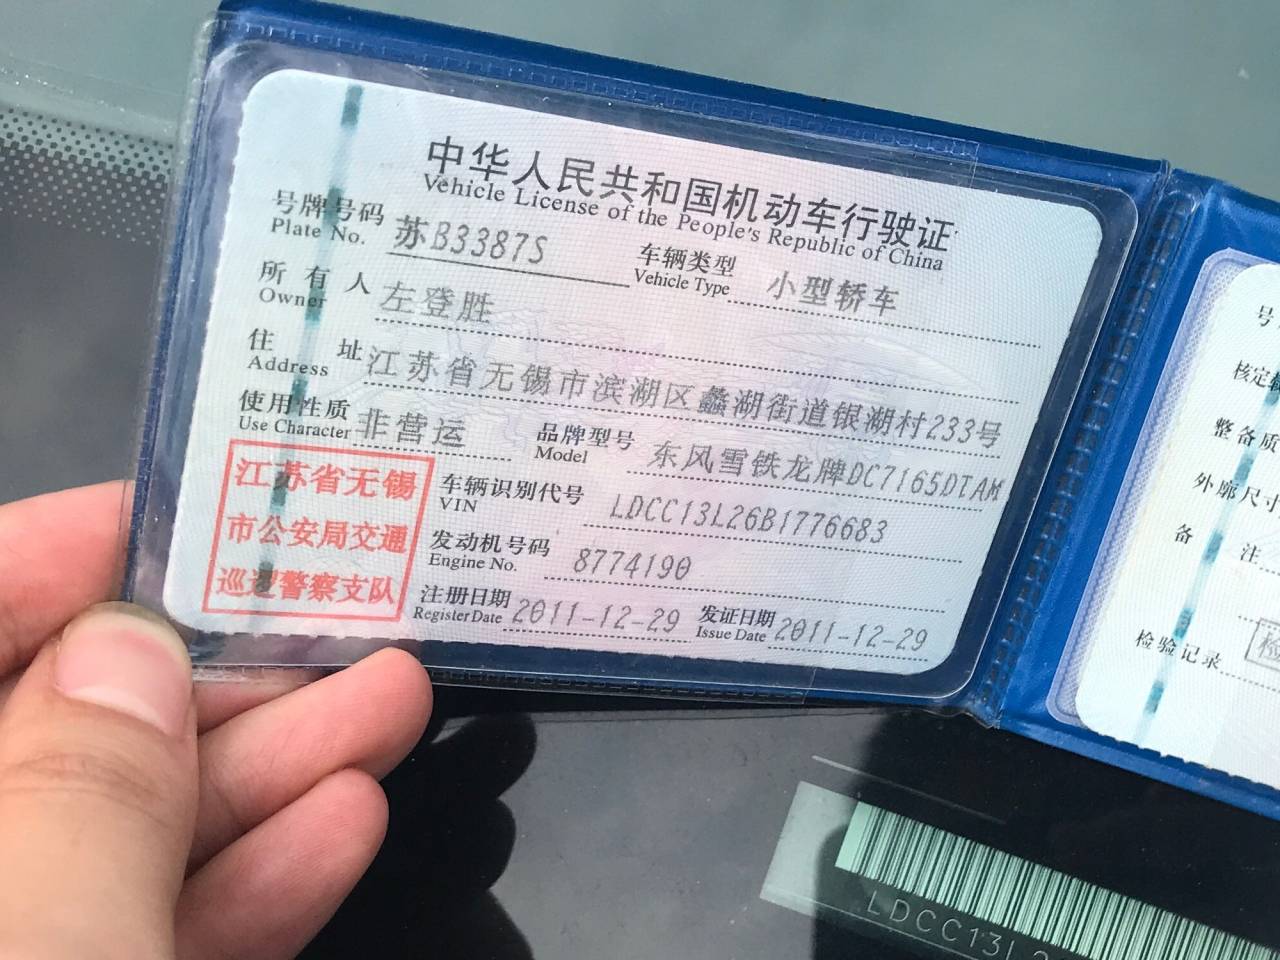 中华人民共和国机动车行驶证
Vehicle License of the People's Republic of China
号牌号码 苏B3387S 车辆类型 小型轿车
Plate No. Vehicle Type
所有人 左登胜
Owner
住址 江苏省无锡市滨湖区蠡湖街道银湖村233号
Address
使用性质 非营运 品牌型号 东风雪铁龙牌DC7165DTAM
Use Character Model
江苏省无锡
市公安局交通
巡逻警察支队
车辆识别代号 LDCC13L26B1776683
VIN
发动机号码 8774190
Engine No.
注册日期 2011-12-29 发证日期 2011-12-29
Register Date Issue Date
号
核定
整备质
外廓尺寸
备注
检验记录
LDCC13L2